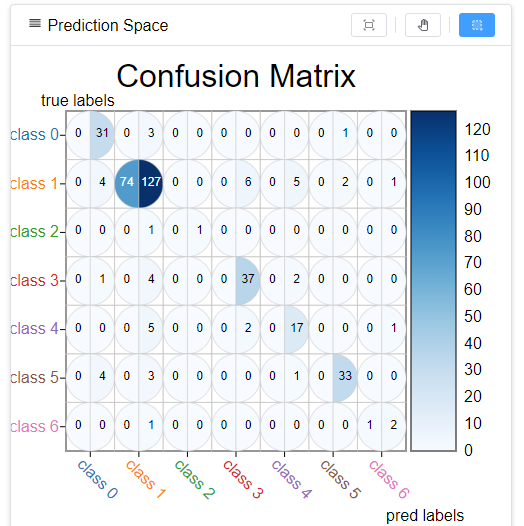 Prediction Space
Confusion Matrix
true labels
class 0 0 31 0 3 0 0 0 0 0 0 0 1 0 0
class 1 0 4 74 127 0 0 0 6 0 5 0 2 0 1
class 2 0 0 0 1 0 1 0 0 0 0 0 0 0 0
class 3 0 1 0 4 0 0 0 37 0 2 0 0 0 0
class 4 0 0 0 5 0 0 0 2 0 17 0 0 0 1
class 5 0 4 0 3 0 0 0 0 0 1 0 33 0 0
class 6 0 0 0 1 0 0 0 0 0 0 0 0 1 2
class 0
class 1
class 2
class 3
class 4
class 5
class 6
pred labels
120
110
100
90
80
70
60
50
40
30
20
10
0